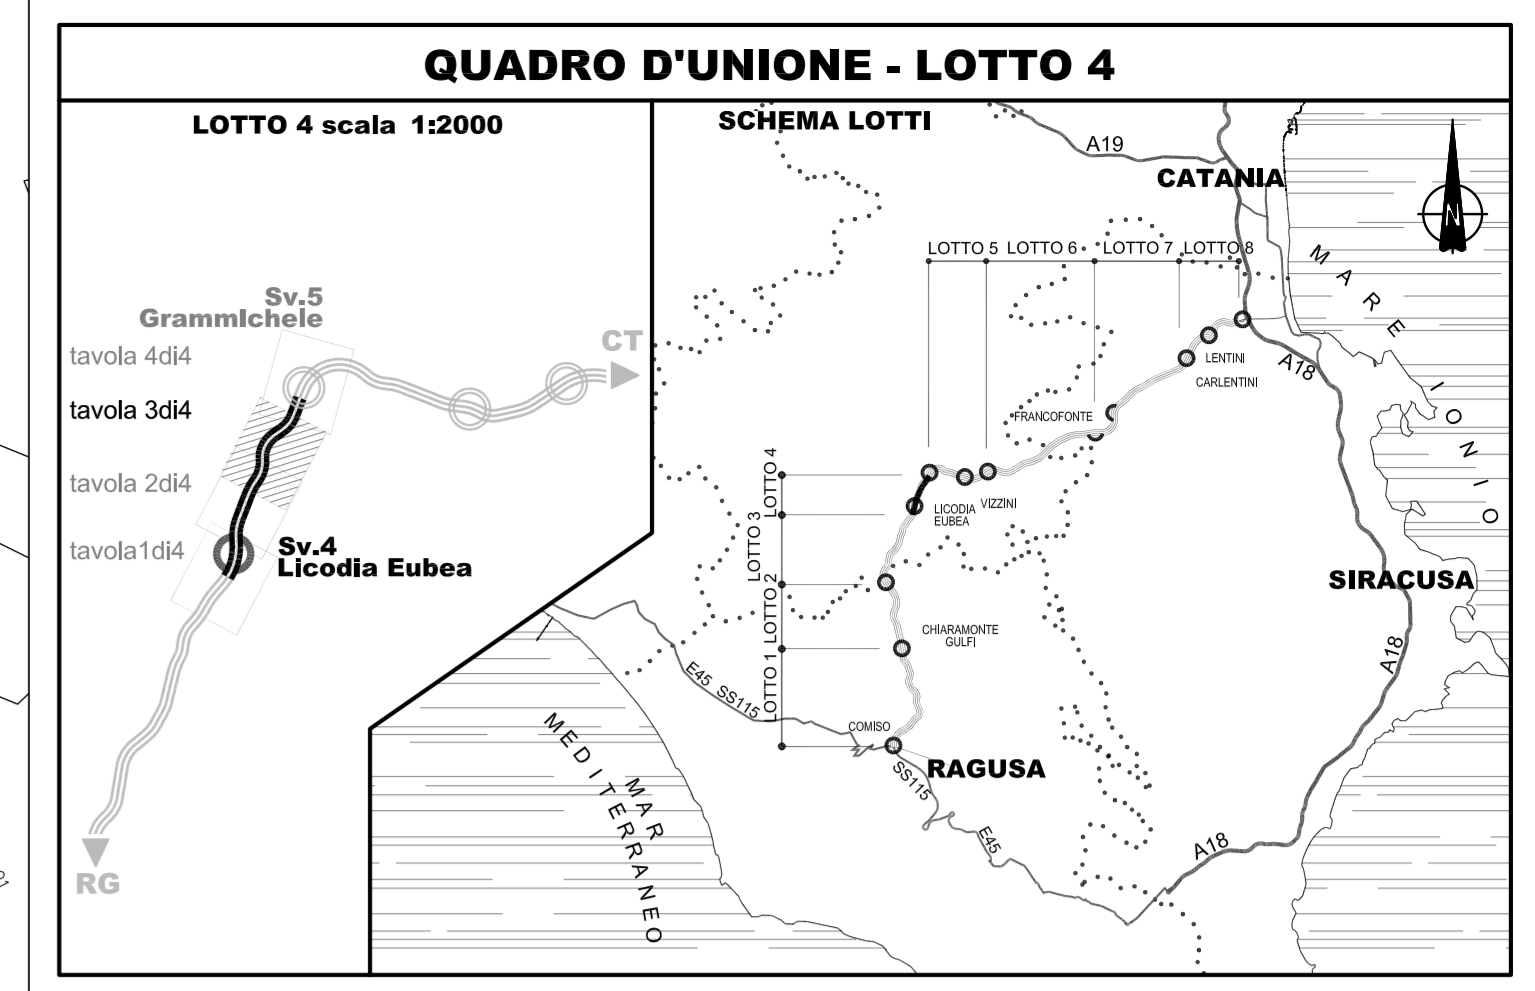 QUADRO D'UNIONE - LOTTO 4
LOTTO 4 scala 1:2000
Sv.5
GrammIchele
tavola 4di4
CT
tavola 3di4
tavola 2di4
tavola1di4
Sv.4
Licodia Eubea
RG
SCHEMA LOTTI
A19
CATANIA
N
LOTTO 5
LOTTO 6
LOTTO 7
LOTTO 8
MARE IONIO
LENTINI
CARLENTINI
A18
FRANCOFONTE
LOTTO 4
LOTTO 3
LOTTO 2
LOTTO 1
LICODIA
EUBEA
VIZZINI
SIRACUSA
CHIARAMONTE
GULFI
A18
E45
SS115
COMISO
RAGUSA
SS115
E45
A18
MAR
MEDITERRANEO